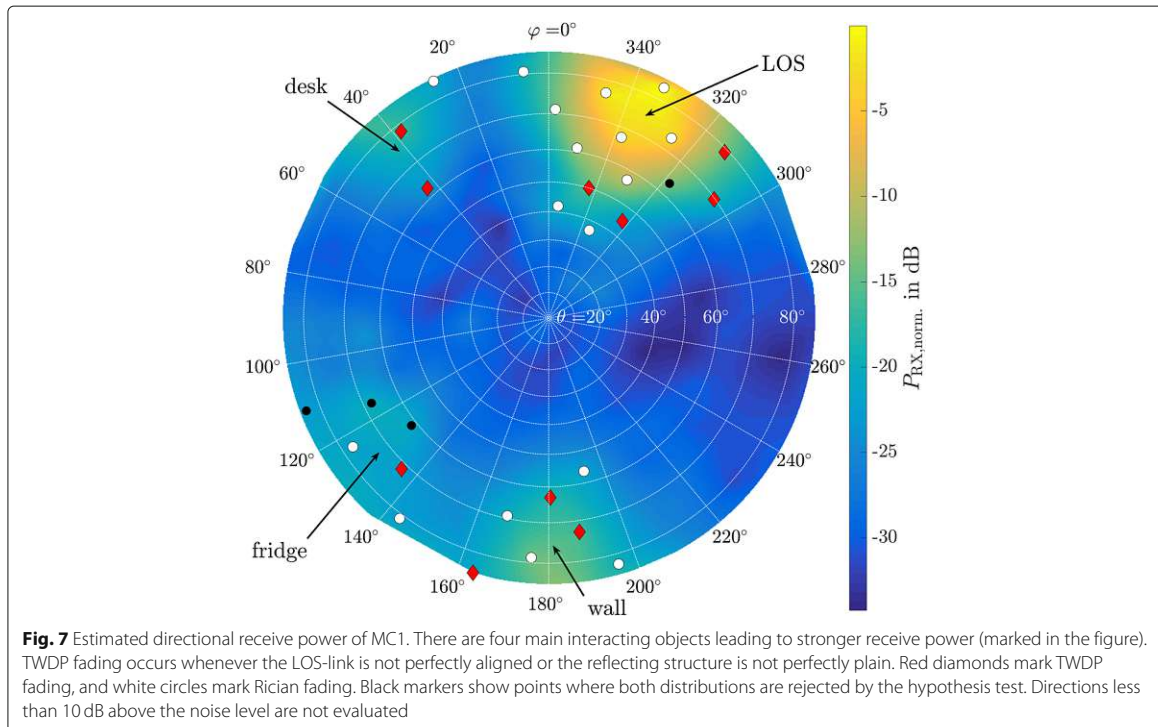 φ =0°
20°
340°
LOS
desk
40°
320°
60°
300°
80°
280°
θ =20° 40° 60° 80°
100°
260°
120°
240°
fridge
140°
220°
160°
200°
180°
wall
-5
-10
-15
-20
-25
-30
P_RX,norm. in dB
Fig. 7 Estimated directional receive power of MC1. There are four main interacting objects leading to stronger receive power (marked in the figure).
TWDP fading occurs whenever the LOS-link is not perfectly aligned or the reflecting structure is not perfectly plain. Red diamonds mark TWDP
fading, and white circles mark Rician fading. Black markers show points where both distributions are rejected by the hypothesis test. Directions less
than 10 dB above the noise level are not evaluated